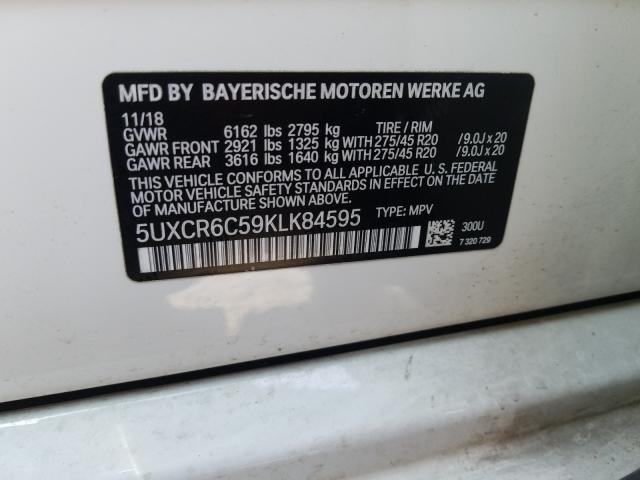 MFD BY BAYERISCHE MOTOREN WERKE AG
11/18
GVWR 6162 lbs 2795 kg TIRE / RIM
GAWR FRONT 2921 lbs 1325 kg WITH 275/45 R20 /9.0J x 20
GAWR REAR 3616 lbs 1640 kg WITH 275/45 R20 /9.0J x 20
THIS VEHICLE CONFORMS TO ALL APPLICABLE U. S. FEDERAL
MOTOR VEHICLE SAFETY STANDARDS IN EFFECT ON THE DATE
OF MANUFACTURE SHOWN ABOVE.
5UXCR6C59KLK84595 TYPE: MPV
300U
7 320 729